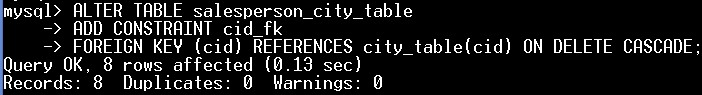 mysql> ALTER TABLE salesperson_city_table
    -> ADD CONSTRAINT cid_fk
    -> FOREIGN KEY (cid) REFERENCES city_table(cid) ON DELETE CASCADE;
Query OK, 8 rows affected (0.13 sec)
Records: 8  Duplicates: 0  Warnings: 0